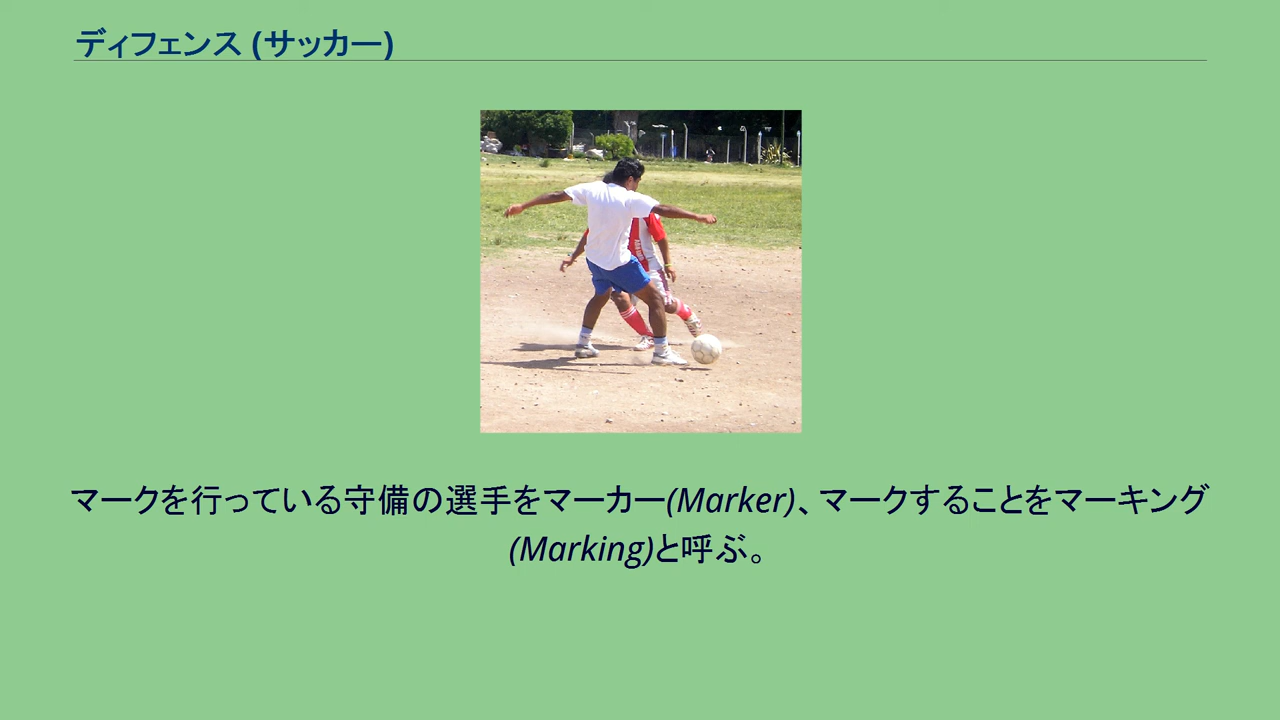 ディフェンス (サッカー)
マークを行っている守備の選手をマーカー(Marker)、マークすることをマーキング
(Marking)と呼ぶ。